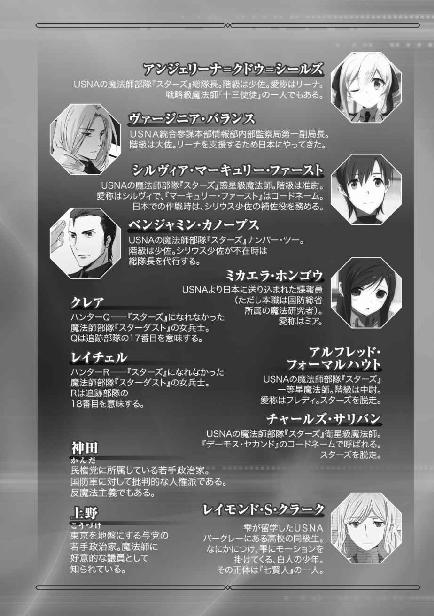 アンジェリーナ=クドウ=シールズ
USNAの魔法師部隊『スターズ』総隊長。階級は少佐。愛称はリーナ。
戦略級魔法師『十三使徒』の一人でもある。
ヴァージニア・バランス
USNA統合参謀本部情報部内部監察局第一副局長。
階級は大佐。リーナを支援するため日本にやってきた。
シルヴィア・マーキュリー・ファースト
USNAの魔法師部隊『スターズ』惑星級魔法師。階級は准尉。
愛称はシルヴィで、『マーキュリー・ファースト』はコードネーム。
日本での作戦時は、シリウス少佐の補佐役を務める。
ベンジャミン・カノープス
USNAの魔法師部隊『スターズ』ナンバー・ツー。
階級は少佐。シリウス少佐が不在時は
総隊長を代行する。
ミカエラ・ホンゴウ
USNAより日本に送り込まれた諜報員
(ただし本職は国防総省
所属の魔法研究者)。
愛称はミア。
クレア
ハンターQ――『スターズ』になれなかった
魔法師部隊『スターダスト』の女兵士。
Qは追跡部隊の17番目を意味する。
レイチェル
ハンターR――『スターズ』になれなかった
魔法師部隊『スターダスト』の女兵士。
Rは追跡部隊の
18番目を意味する。
アルフレッド・
フォーマルハウト
USNAの魔法師部隊『スターズ』
一等星魔法師。階級は中尉。
愛称はフレディ。スターズを脱走。
チャールズ・サリバン
USNAの魔法師部隊『スターズ』衛星級魔法師。
『デーモス・セカンド』のコードネームで呼ばれる。
スターズを脱走。
神田
かんだ
民権党に所属している若手政治家。
国防軍に対して批判的な人権派である。
反魔法主義でもある。
上野
こうづけ
東京を地盤にする与党の
若手政治家。魔法師に
好意的な議員として
知られている。
レイモンド・S・クラーク
雫が留学したUSNA
バークレーにある高校の同級生。
なにかにつけ、雫にモーションを
掛けてくる、白人の少年。
その正体は『七賢人』の一人。